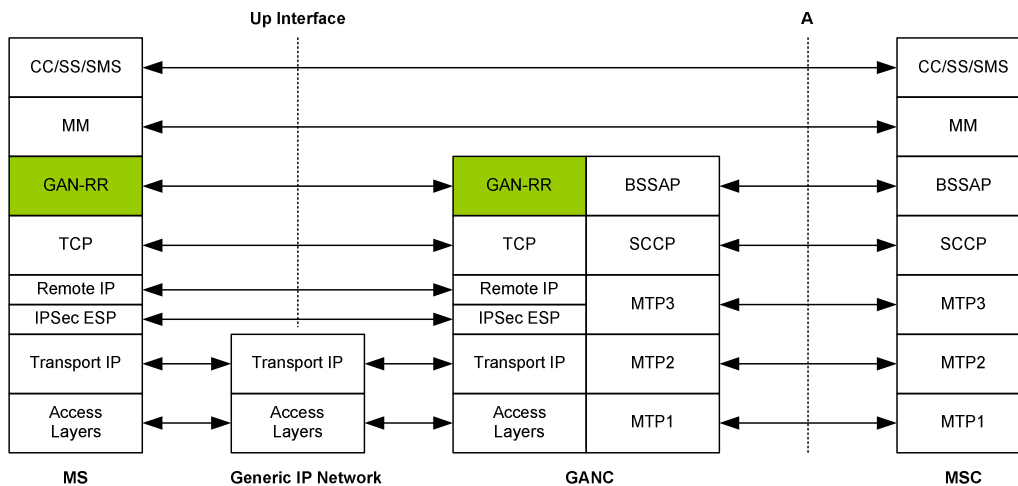 Up Interface
A
CC/SS/SMS
CC/SS/SMS
MM
MM
GAN-RR
GAN-RR
BSSAP
BSSAP
TCP
TCP
SCCP
SCCP
Remote IP
Remote IP
IPSec ESP
IPSec ESP
MTP3
MTP3
Transport IP
Transport IP
Transport IP
MTP2
MTP2
Access
Layers
Access
Layers
Access
Layers
MTP1
MTP1
MS
Generic IP Network
GANC
MSC